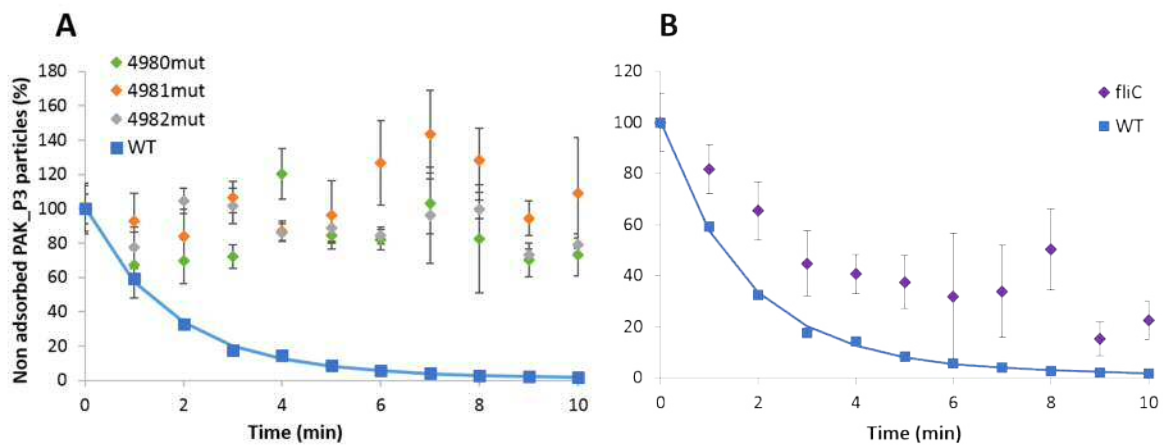 A
4980mut
4981mut
4982mut
WT
Non adsorbed PAK_P3 particles (%)
180
160
140
120
100
80
60
40
20
0
0 2 4 6 8 10
Time (min)
B
fliC
WT
120
100
80
60
40
20
0
0 2 4 6 8 10
Time (min)